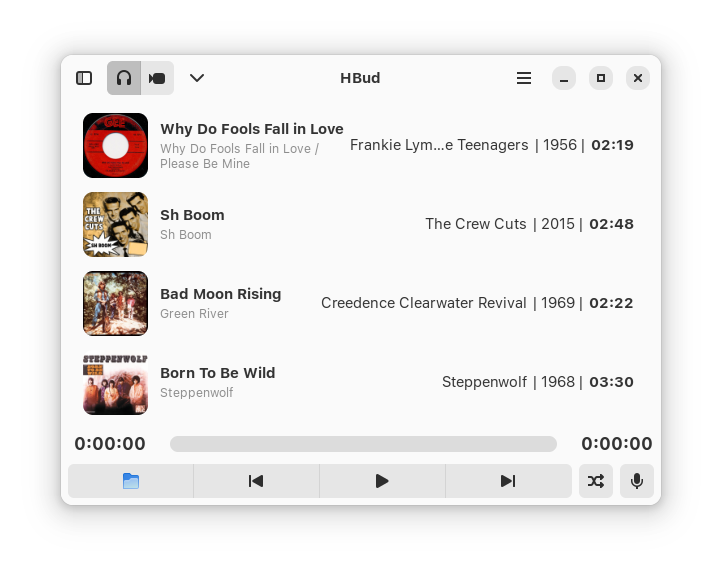 HBud
GEE
Why Do Fools Fall in Love
Why Do Fools Fall in Love /
Please Be Mine
Frankie Lym...e Teenagers | 1956 | 02:19
THE
CREW
CUTS
SH BOOM
Sh Boom
Sh Boom
The Crew Cuts | 2015 | 02:48
Bad Moon Rising
Green River
Creedence Clearwater Revival | 1969 | 02:22
STEPPENWOLF
Born To Be Wild
Steppenwolf
Steppenwolf | 1968 | 03:30
0:00:00
0:00:00